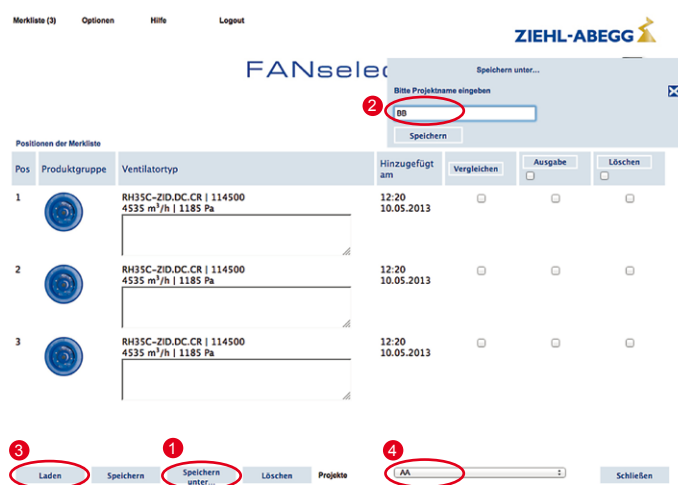 Merkliste (3) Optionen Hilfe Logout
ZIEHL-ABEGG
FANselec
Speichern unter...
Bitte Projektname eingeben
2
BB
Speichern
Positionen der Merkliste
Pos Produktgruppe Ventilatortyp Hinzugefügt am Vergleichen Ausgabe Löschen
1 RH35C-ZID.DC.CR | 114500 12:20
4535 m³/h | 1185 Pa 10.05.2013
2 RH35C-ZID.DC.CR | 114500 12:20
4535 m³/h | 1185 Pa 10.05.2013
3 RH35C-ZID.DC.CR | 114500 12:20
4535 m³/h | 1185 Pa 10.05.2013
3 1 4
Laden Speichern Speichern unter... Löschen Projekte AA Schließen